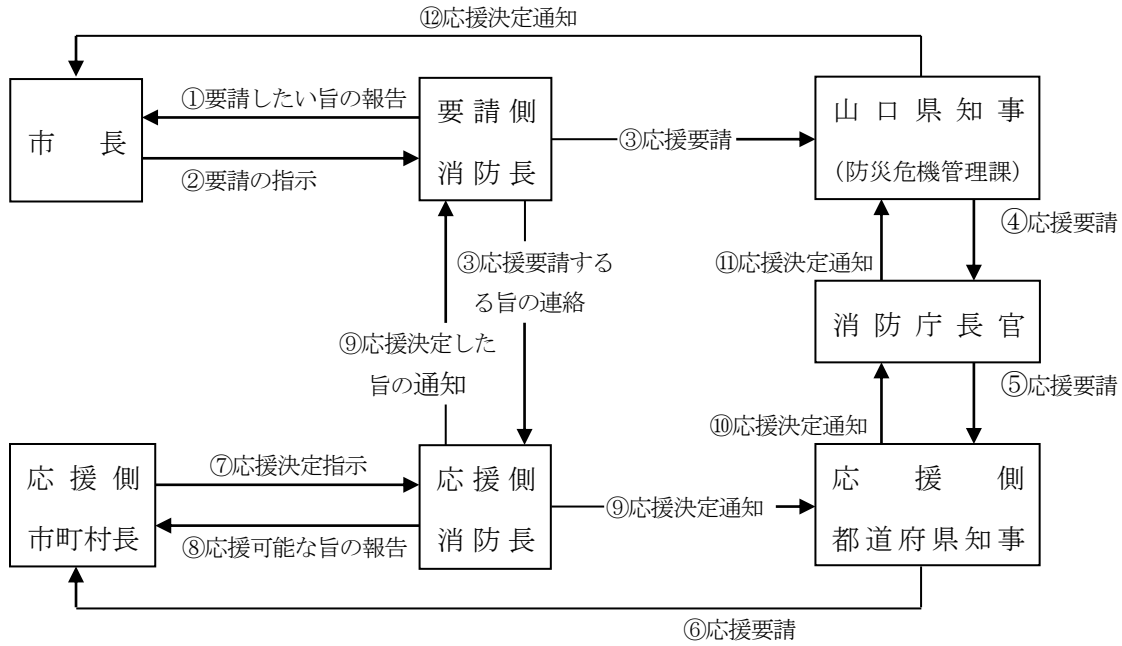 ⑫応援決定通知
市長
①要請したい旨の報告
②要請の指示
要請側
消防長
③応援要請
山口県知事
(防災危機管理課)
③応援要請する
る旨の連絡
⑪応援決定通知
④応援要請
消防庁長官
⑨応援決定した
旨の通知
⑩応援決定通知
⑤応援要請
応援側
市町村長
⑦応援決定指示
⑧応援可能な旨の報告
応援側
消防長
⑨応援決定通知
応援側
都道府県知事
⑥応援要請